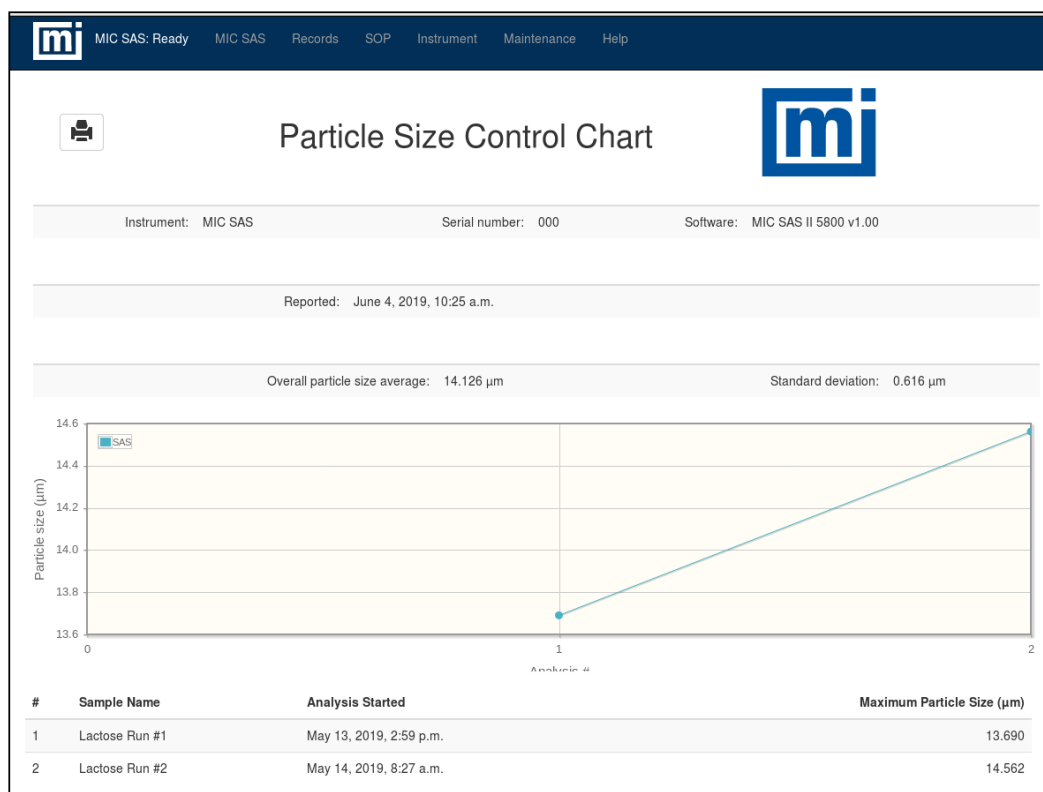 mi MIC SAS: Ready MIC SAS Records SOP Instrument Maintenance Help
Particle Size Control Chart
mi
Instrument: MIC SAS Serial number: 000 Software: MIC SAS II 5800 v1.00
Reported: June 4, 2019, 10:25 a.m.
Overall particle size average: 14.126 µm Standard deviation: 0.616 µm
14.6
SAS
14.4
14.2
14.0
13.8
13.6
Particle size (µm)
0 1 2
Analysis #
# Sample Name Analysis Started Maximum Particle Size (µm)
1 Lactose Run #1 May 13, 2019, 2:59 p.m. 13.690
2 Lactose Run #2 May 14, 2019, 8:27 a.m. 14.562